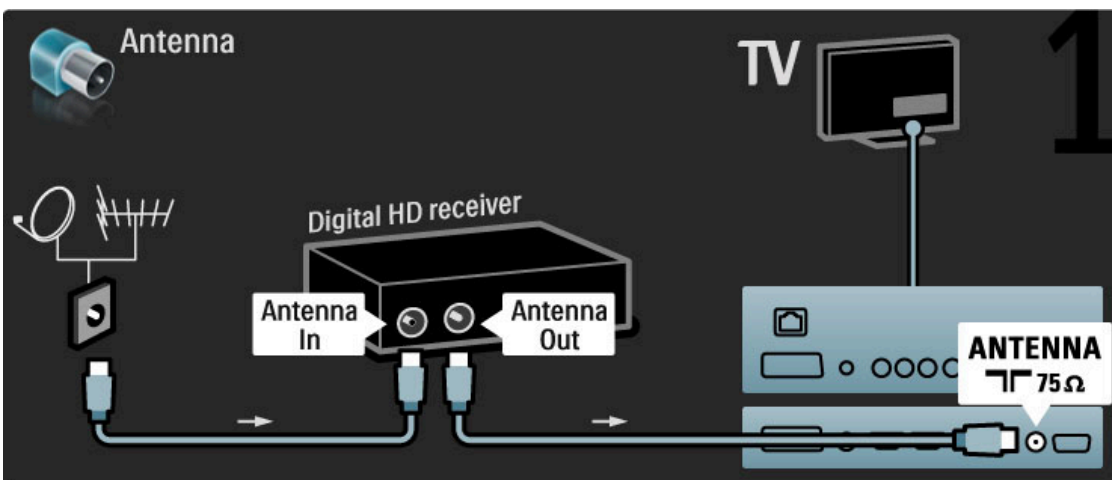 Antenna
TV
1
Digital HD receiver
Antenna
In
Antenna
Out
ANTENNA
75Ω